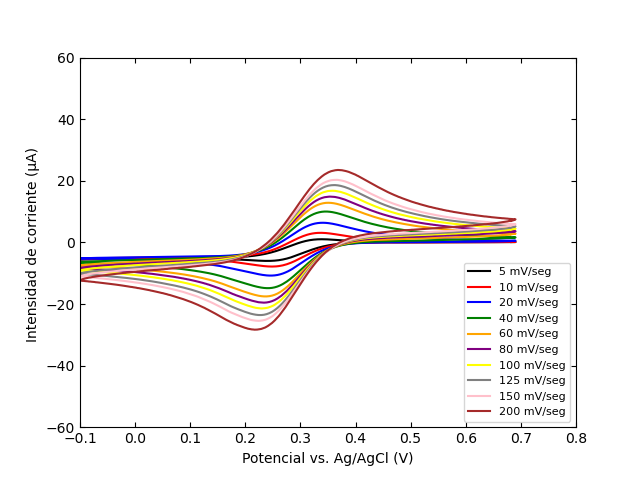 60
40
20
0
−20
−40
−60
Intensidad de corriente (μA)
−0.1
0.0
0.1
0.2
0.3
0.4
0.5
0.6
0.7
0.8
Potencial vs. Ag/AgCl (V)
5 mV/seg
10 mV/seg
20 mV/seg
40 mV/seg
60 mV/seg
80 mV/seg
100 mV/seg
125 mV/seg
150 mV/seg
200 mV/seg